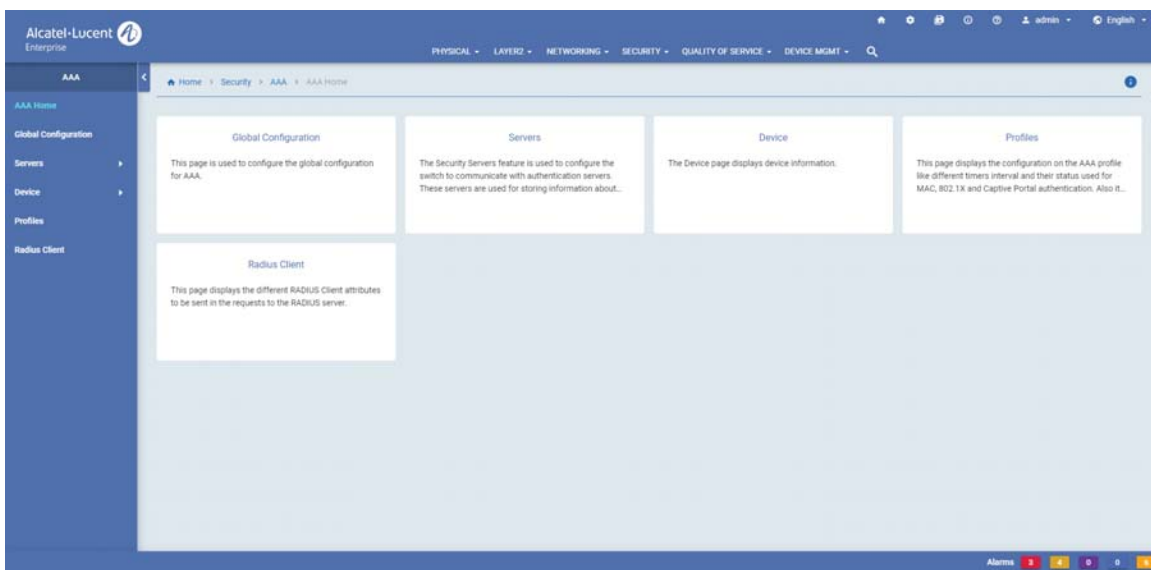 Alcatel·Lucent
Enterprise
admin
English
PHYSICAL
LAYER2
NETWORKING
SECURITY
QUALITY OF SERVICE
DEVICE MGMT
AAA
Home
Security
AAA
AAA Home
AAA Home
Global Configuration
Servers
Device
Profiles
Radius Client
Global Configuration
This page is used to configure the global configuration
for AAA.
Servers
The Security Servers feature is used to configure the
switch to communicate with authentication servers.
These servers are used for storing information about...
Device
The Device page displays device information.
Profiles
This page displays the configuration on the AAA profile
like different timers interval and their status used for
MAC, 802.1X and Captive Portal authentication. Also it...
Radius Client
This page displays the different RADIUS Client attributes
to be sent in the requests to the RADIUS server.
Alarms 3 4 0 0